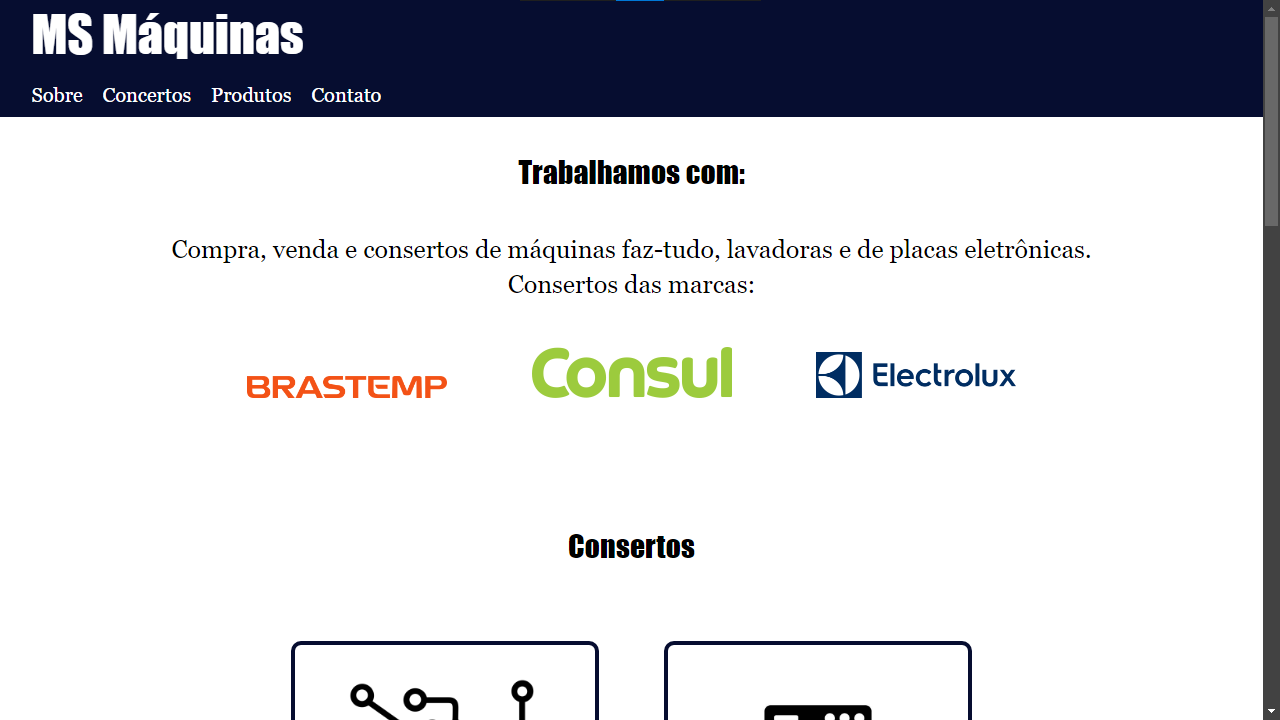 MS Máquinas
Sobre Concertos Produtos Contato
Trabalhamos com:
Compra, venda e consertos de máquinas faz-tudo, lavadoras e de placas eletrônicas.
Consertos das marcas:
BRASTEMP Consul Electrolux
Consertos